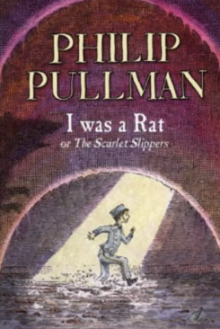 PHILIP
PULLMAN
I was a Rat
or The Scarlet Slippers